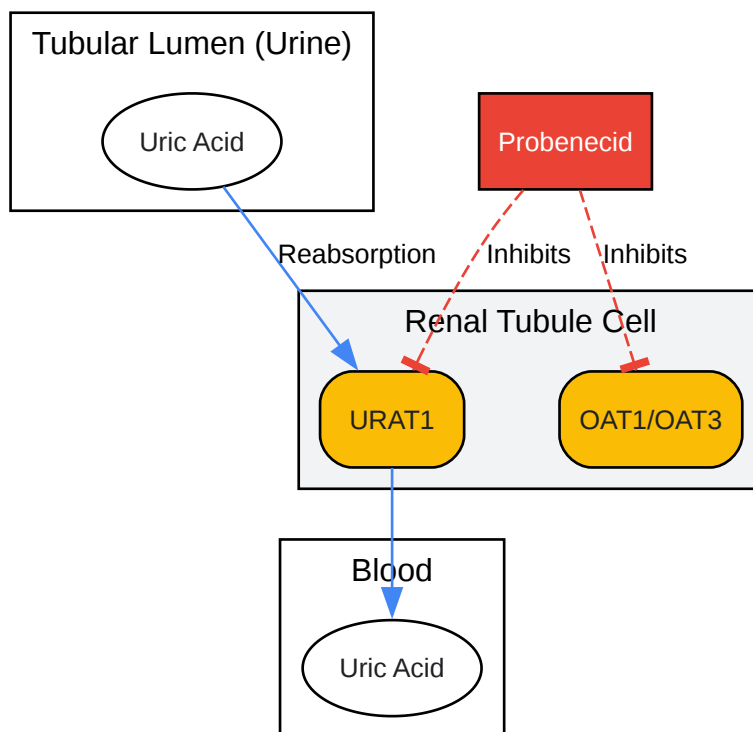 Tubular Lumen (Urine)
Uric Acid
Probenecid
Reabsorption
Inhibits
Inhibits
Renal Tubule Cell
URAT1
OAT1/OAT3
Blood
Uric Acid